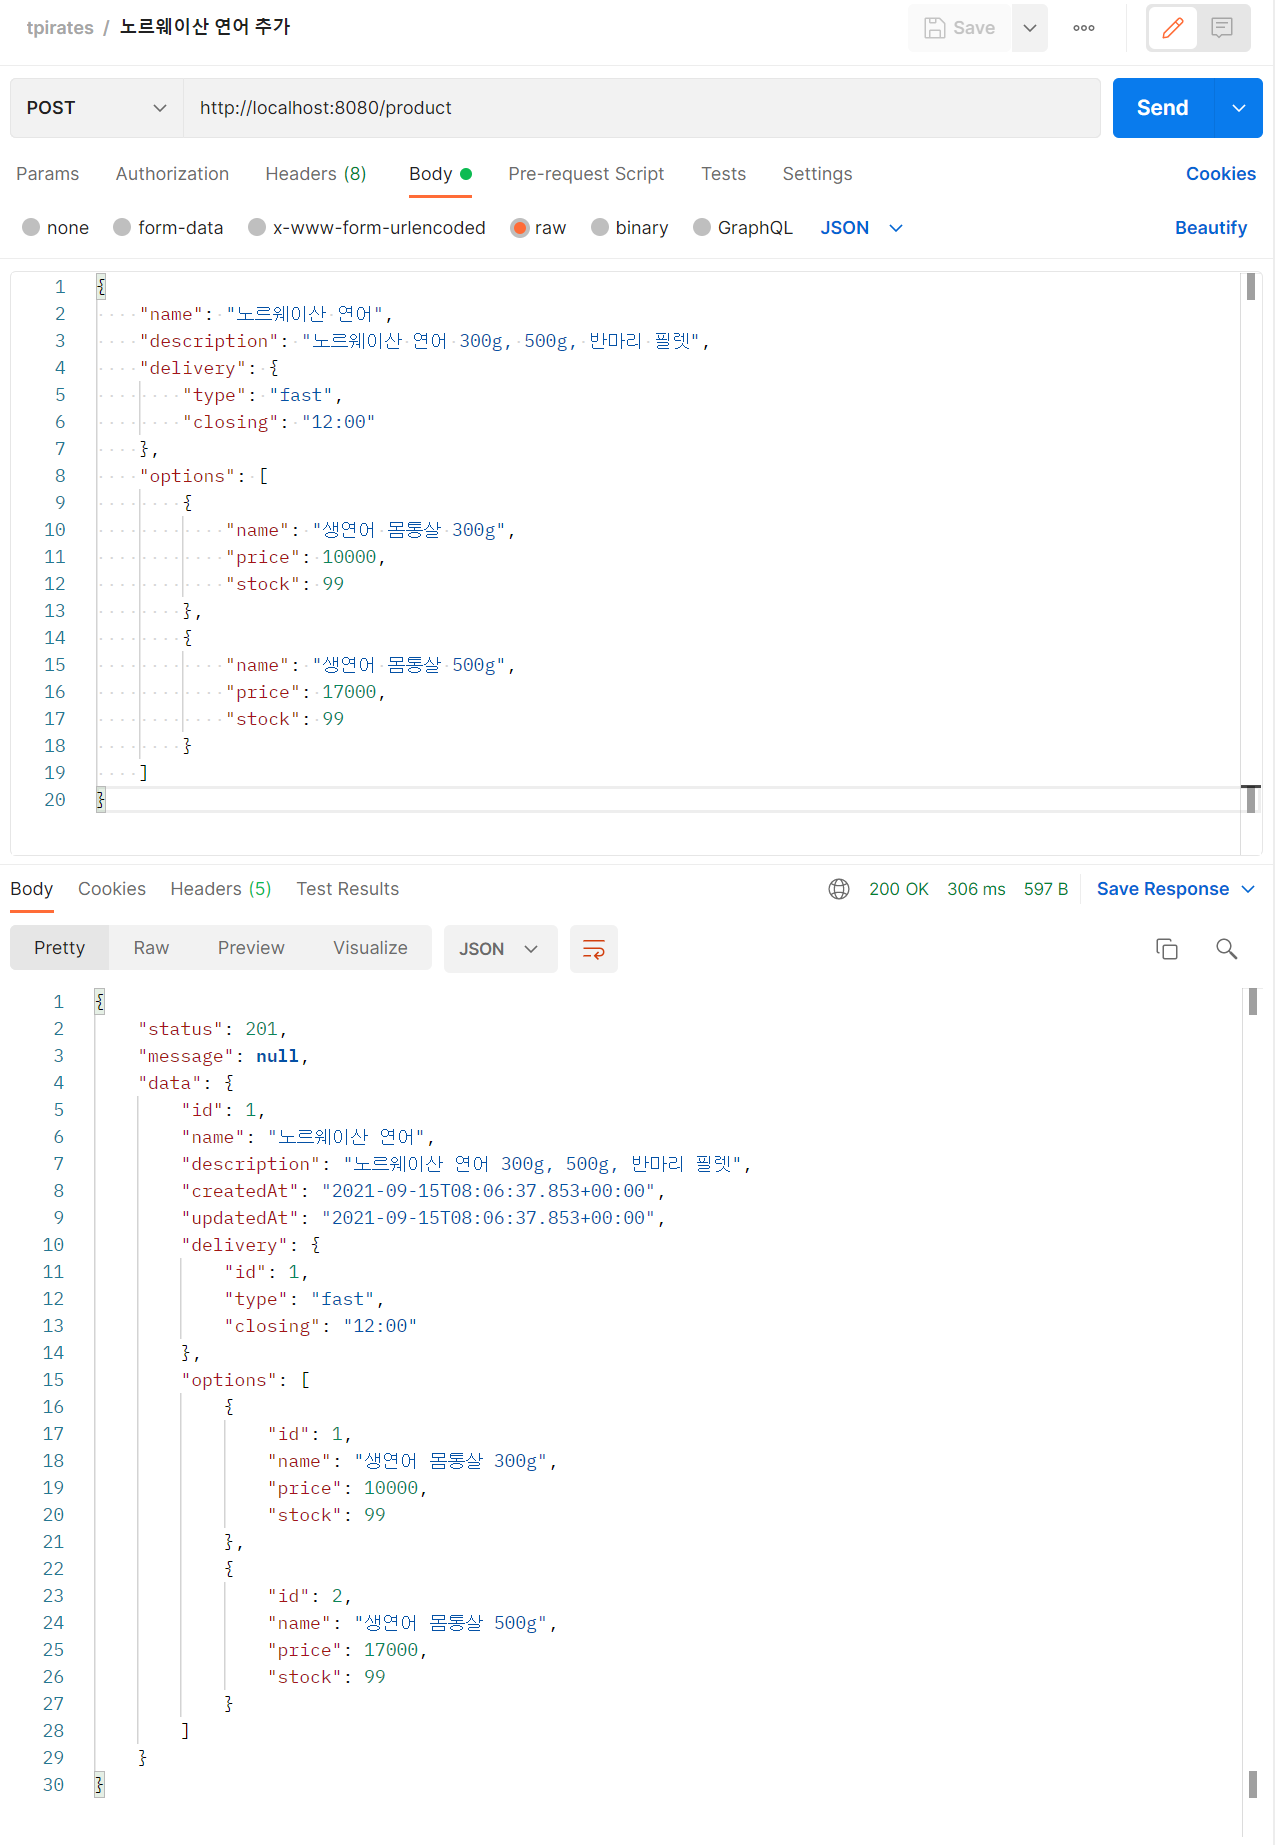 tpirates / 노르웨이산 연어 추가
Save
POST http://localhost:8080/product Send
Params Authorization Headers (8) Body Pre-request Script Tests Settings Cookies
none form-data x-www-form-urlencoded raw binary GraphQL JSON Beautify
1 {
2 "name": "노르웨이산 연어",
3 "description": "노르웨이산 연어 300g, 500g, 반마리 필렛",
4 "delivery": {
5 "type": "fast",
6 "closing": "12:00"
7 },
8 "options": [
9 {
10 "name": "생연어 몸통살 300g",
11 "price": 10000,
12 "stock": 99
13 },
14 {
15 "name": "생연어 몸통살 500g",
16 "price": 17000,
17 "stock": 99
18 }
19 ]
20 }
Body Cookies Headers (5) Test Results 200 OK 306 ms 597 B Save Response
Pretty Raw Preview Visualize JSON
1 {
2 "status": 201,
3 "message": null,
4 "data": {
5 "id": 1,
6 "name": "노르웨이산 연어",
7 "description": "노르웨이산 연어 300g, 500g, 반마리 필렛",
8 "createdAt": "2021-09-15T08:06:37.853+00:00",
9 "updatedAt": "2021-09-15T08:06:37.853+00:00",
10 "delivery": {
11 "id": 1,
12 "type": "fast",
13 "closing": "12:00"
14 },
15 "options": [
16 {
17 "id": 1,
18 "name": "생연어 몸통살 300g",
19 "price": 10000,
20 "stock": 99
21 },
22 {
23 "id": 2,
24 "name": "생연어 몸통살 500g",
25 "price": 17000,
26 "stock": 99
27 }
28 ]
29 }
30 }